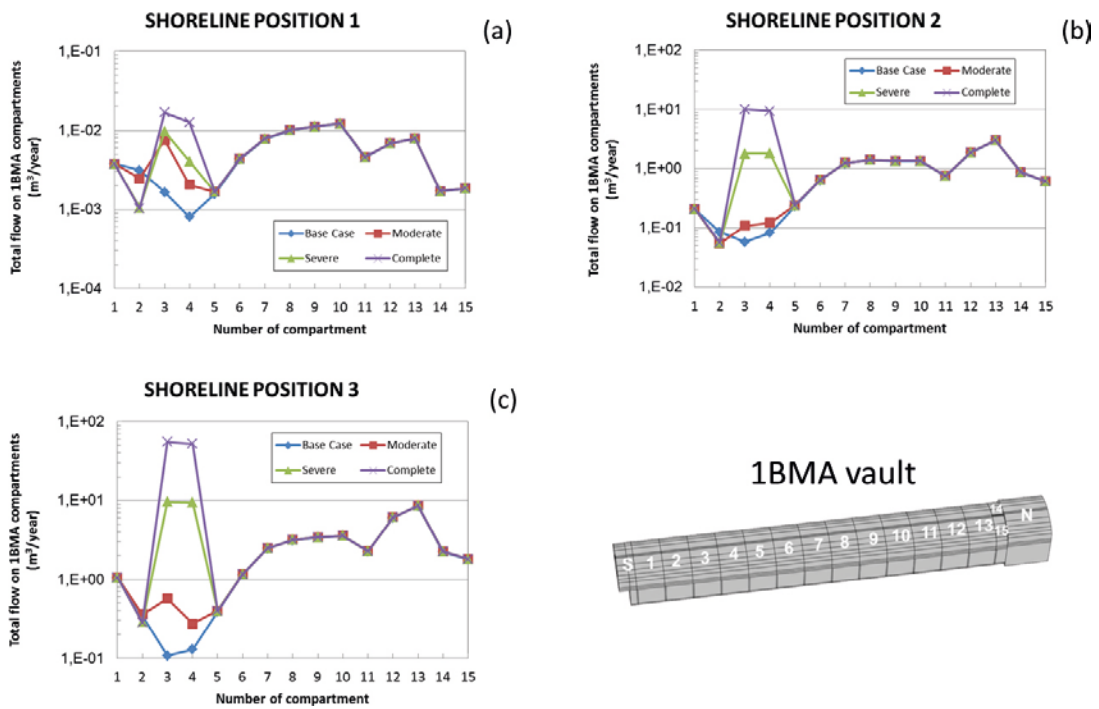 SHORELINE POSITION 1
(a)
Total flow on 1BMA compartments
(m³/year)
1,E-01
1,E-02
1,E-03
1,E-04
Base Case
Moderate
Severe
Complete
1 2 3 4 5 6 7 8 9 10 11 12 13 14 15
Number of compartment
SHORELINE POSITION 2
(b)
Total flow on 1BMA compartments
(m³/year)
1,E+02
1,E+01
1,E+00
1,E-01
1,E-02
Base Case
Moderate
Severe
Complete
1 2 3 4 5 6 7 8 9 10 11 12 13 14 15
Number of compartment
SHORELINE POSITION 3
(c)
Total flow on 1BMA compartments
(m³/year)
1,E+02
1,E+01
1,E+00
1,E-01
Base Case
Moderate
Severe
Complete
1 2 3 4 5 6 7 8 9 10 11 12 13 14 15
Number of compartment
1BMA vault
S 1 2 3 4 5 6 7 8 9 10 11 12 13 14 15 N